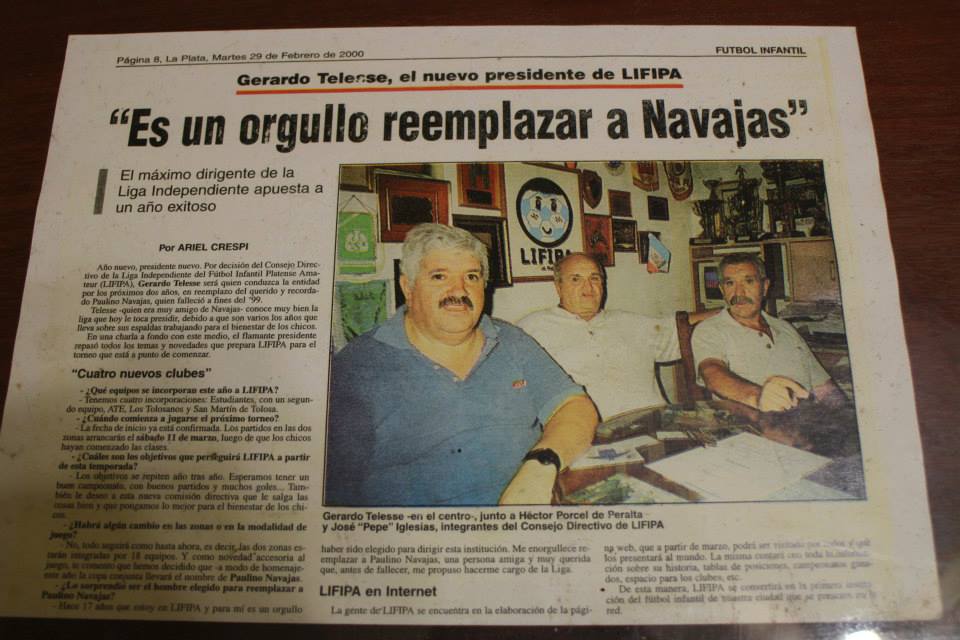 Página 8, La Plata, Martes 29 de Febrero de 2000
FUTBOL INFANTIL
Gerardo Telesse, el nuevo presidente de LIFIPA
“Es un orgullo reemplazar a Navajas”
El máximo dirigente de la
Liga Independiente apuesta a
un año exitoso
Por ARIEL CRESPI
Año nuevo, presidente nuevo. Por decisión del Consejo Direc-
tivo de la Liga Independiente del Fútbol Infantil Platense Ama-
teur (LIFIPA), Gerardo Telesse será quien conduzca la entidad
por los próximos dos años, en reemplazo del querido y recorda-
do Paulino Navajas, quien falleció a fines del '99.
Telesse -quien era muy amigo de Navajas- conoce muy bien la
liga que hoy le toca presidir, debido a que son varios los años que
lleva sobre sus espaldas trabajando para el bienestar de los chicos.
En una charla a fondo con este medio, el flamante presidente
repasó todos los temas y novedades que prepara LIFIPA para el
torneo que está a punto de comenzar.
“Cuatro nuevos clubes”
- ¿Qué equipos se incorporan este año a LIFIPA?
- Tenemos cuatro incorporaciones: Estudiantes, con un segun-
do equipo, ATE, Los Tolosanos y San Martín de Tolosa.
- ¿Cuándo comienza a jugarse el próximo torneo?
- La fecha de inicio ya está confirmada. Los partidos en las dos
zonas arrancarán el sábado 11 de marzo, luego de que los chicos
hayan comenzado las clases.
- ¿Cuáles son los objetivos que perseguirá LIFIPA a partir
de esta temporada?
- Los objetivos se repiten año tras año. Esperamos tener un
buen campeonato, con buenos partidos y muchos goles... Tam-
bién le deseo a esta nueva comisión directiva que le salga las
cosas bien y que pongamos lo mejor para el bienestar de los chi-
cos.
- ¿Habrá algún cambio en las zonas o en la modalidad de
juego?
- No, todo seguirá como hasta ahora, es decir, las dos zonas es-
tarán integradas por 18 equipos. Y como novedad accesoria al
juego, te comento que hemos decidido que -a modo de homenaje-
este año la copa conjunta llevará el nombre de Paulino Navajas.
- ¿Lo sorprendió ser el hombre elegido para reemplazar a
Paulino Navajas?
- Hace 17 años que estoy en LIFIPA y para mí es un orgullo
LIFIPA
Gerardo Telesse -en el centro-, junto a Héctor Porcel de Peralta
y José “Pepe” Iglesias, integrantes del Consejo Directivo de LIFIPA
haber sido elegido para dirigir esta institución. Me enorgullece re-
emplazar a Paulino Navajas, una persona amiga y muy querida
que, antes de fallecer, me propuso hacerme cargo de la Liga.
LIFIPA en Internet
La gente de LIFIPA se encuentra en la elaboración de la pági-
na web, que a partir de marzo, podrá ser
los presentará al mundo. La misma contará con toda la
ción sobre su historia, tablas de posiciones, campeonatos gana-
dos, espacio para los clubes, etc.
De esta manera, LIFIPA se convertirá en la primera
del fútbol infantil de nuestra ciudad que se
red.